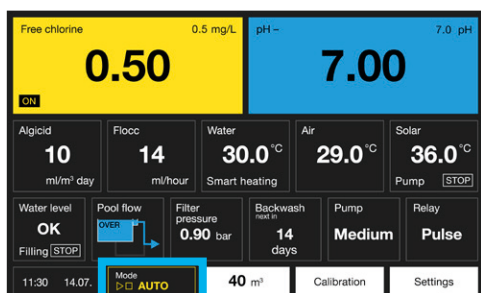 Free chlorine 0.5 mg/L
0.50
ON
pH – 7.0 pH
7.00
Algicid
10
ml/m³ day
Flocc
14
ml/hour
Water
30.0 °C
Smart heating
Air
29.0 °C
Solar
36.0 °C
Pump STOP
Water level
OK
Filling STOP
Pool flow
OVER
Filter
pressure
0.90 bar
Backwash
next in
14
days
Pump
Medium
Relay
Pulse
11:30 14.07.
Mode
AUTO
40 m³
Calibration
Settings